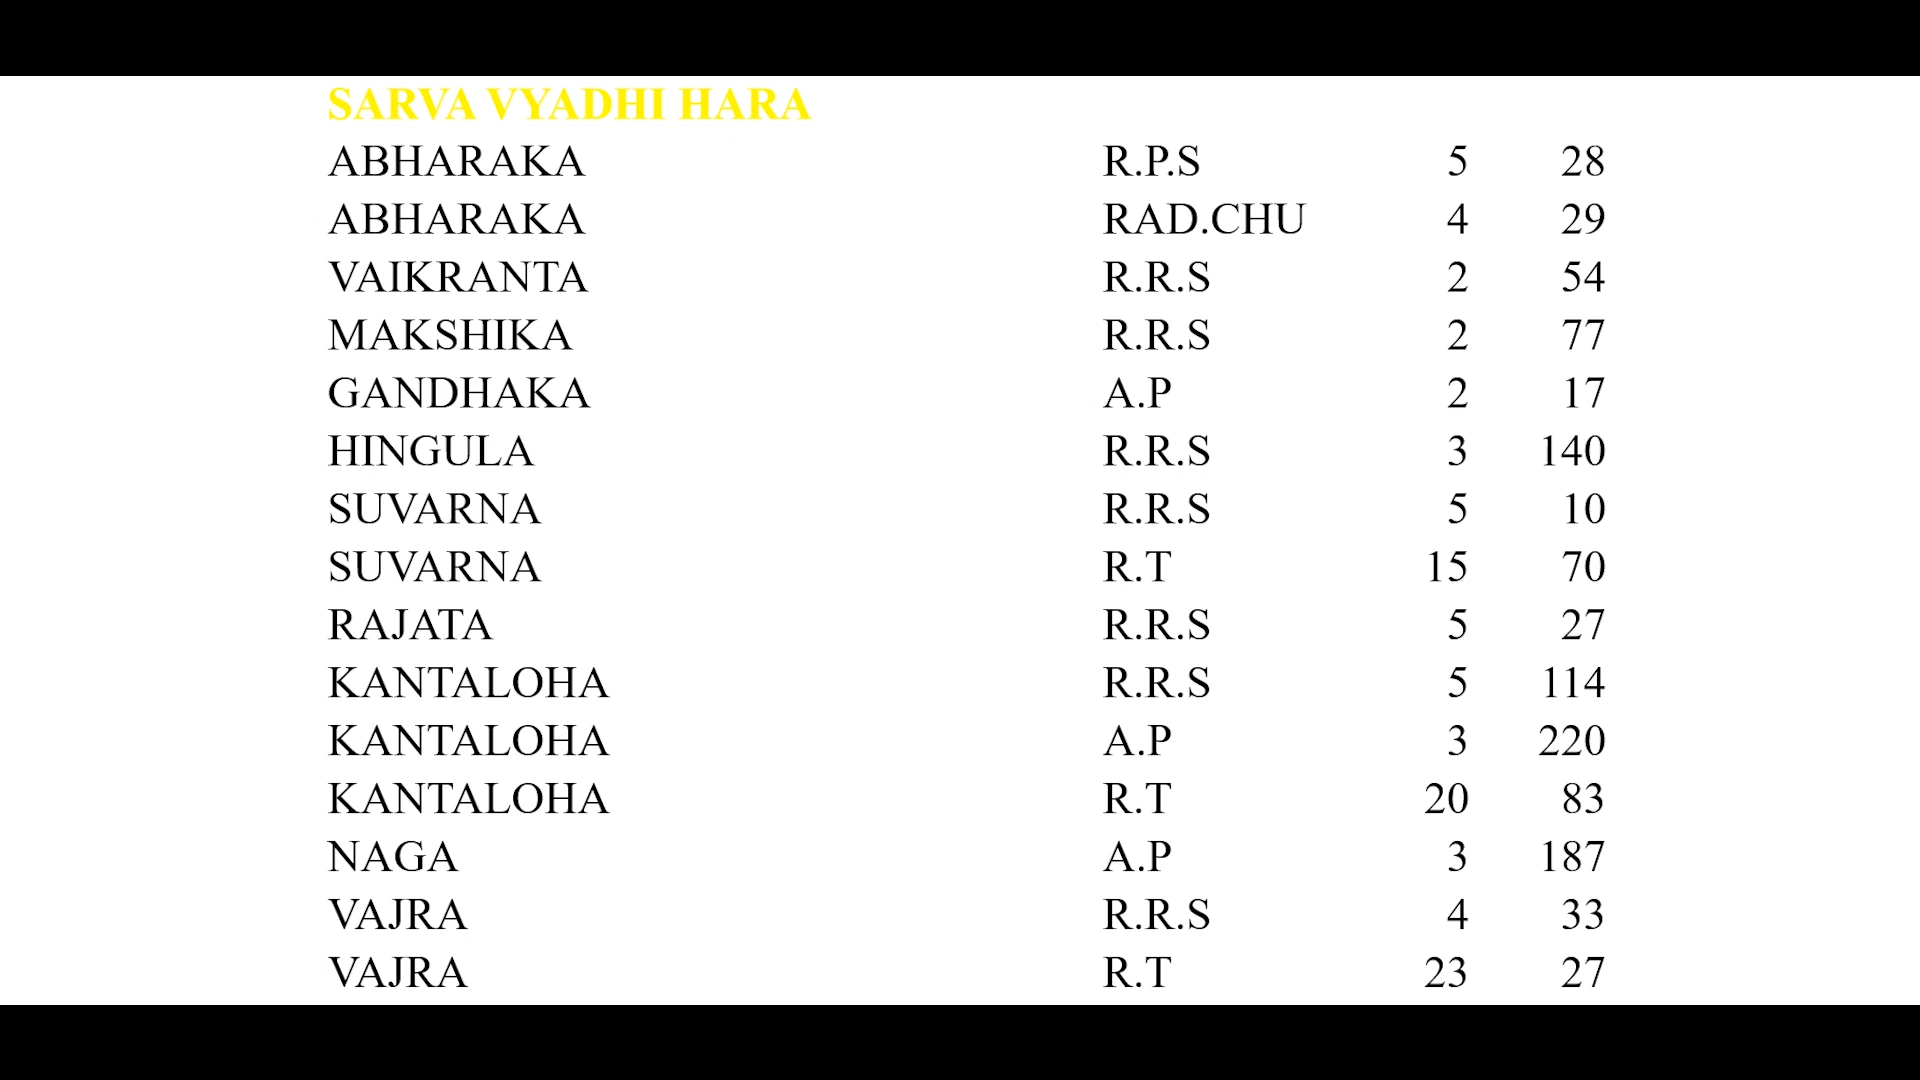 SARVA VYADHI HARA
ABHARAKA R.P.S 5 28
ABHARAKA RAD.CHU 4 29
VAIKRANTA R.R.S 2 54
MAKSHIKA R.R.S 2 77
GANDHAKA A.P 2 17
HINGULA R.R.S 3 140
SUVARNA R.R.S 5 10
SUVARNA R.T 15 70
RAJATA R.R.S 5 27
KANTALOHA R.R.S 5 114
KANTALOHA A.P 3 220
KANTALOHA R.T 20 83
NAGA A.P 3 187
VAJRA R.R.S 4 33
VAJRA R.T 23 27